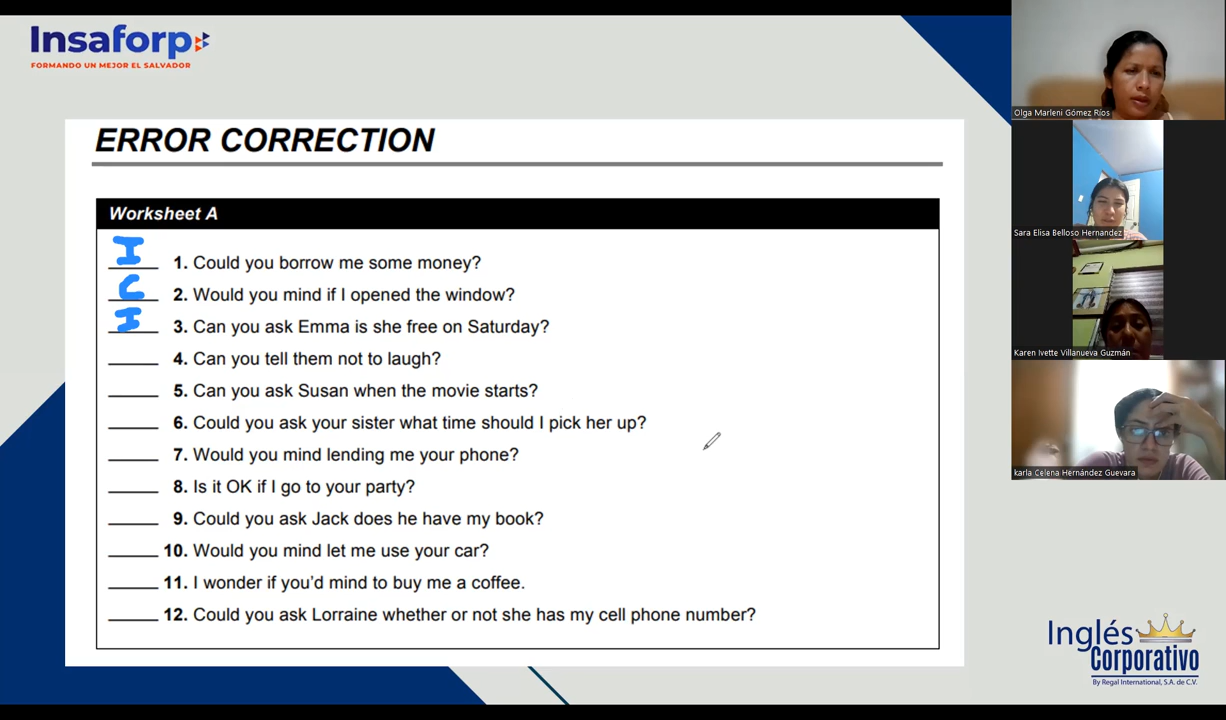 Insaforp
FORMANDO UN MEJOR EL SALVADOR
ERROR CORRECTION
Worksheet A
I 1. Could you borrow me some money?
C 2. Would you mind if I opened the window?
I 3. Can you ask Emma is she free on Saturday?
4. Can you tell them not to laugh?
5. Can you ask Susan when the movie starts?
6. Could you ask your sister what time should I pick her up?
7. Would you mind lending me your phone?
8. Is it OK if I go to your party?
9. Could you ask Jack does he have my book?
10. Would you mind let me use your car?
11. I wonder if you'd mind to buy me a coffee.
12. Could you ask Lorraine whether or not she has my cell phone number?
Olga Marleni Gómez Ríos
Sara Elisa Belloso Hernandez
Karen Ivette Villanueva Guzmán
karla Celena Hernández Guevara
Inglés
Corporativo
By Regal International, S.A. de C.V.